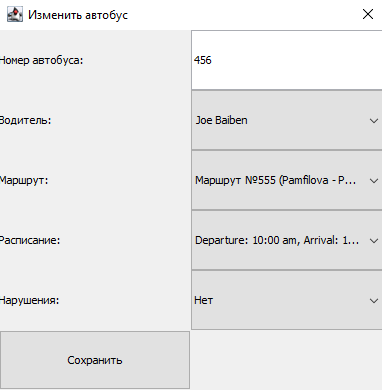 Изменить автобус
Номер автобуса: 456
Водитель: Joe Baiben
Маршрут: Маршрут №555 (Pamfilova - P...
Расписание: Departure: 10:00 am, Arrival: 1...
Нарушения: Нет
Сохранить